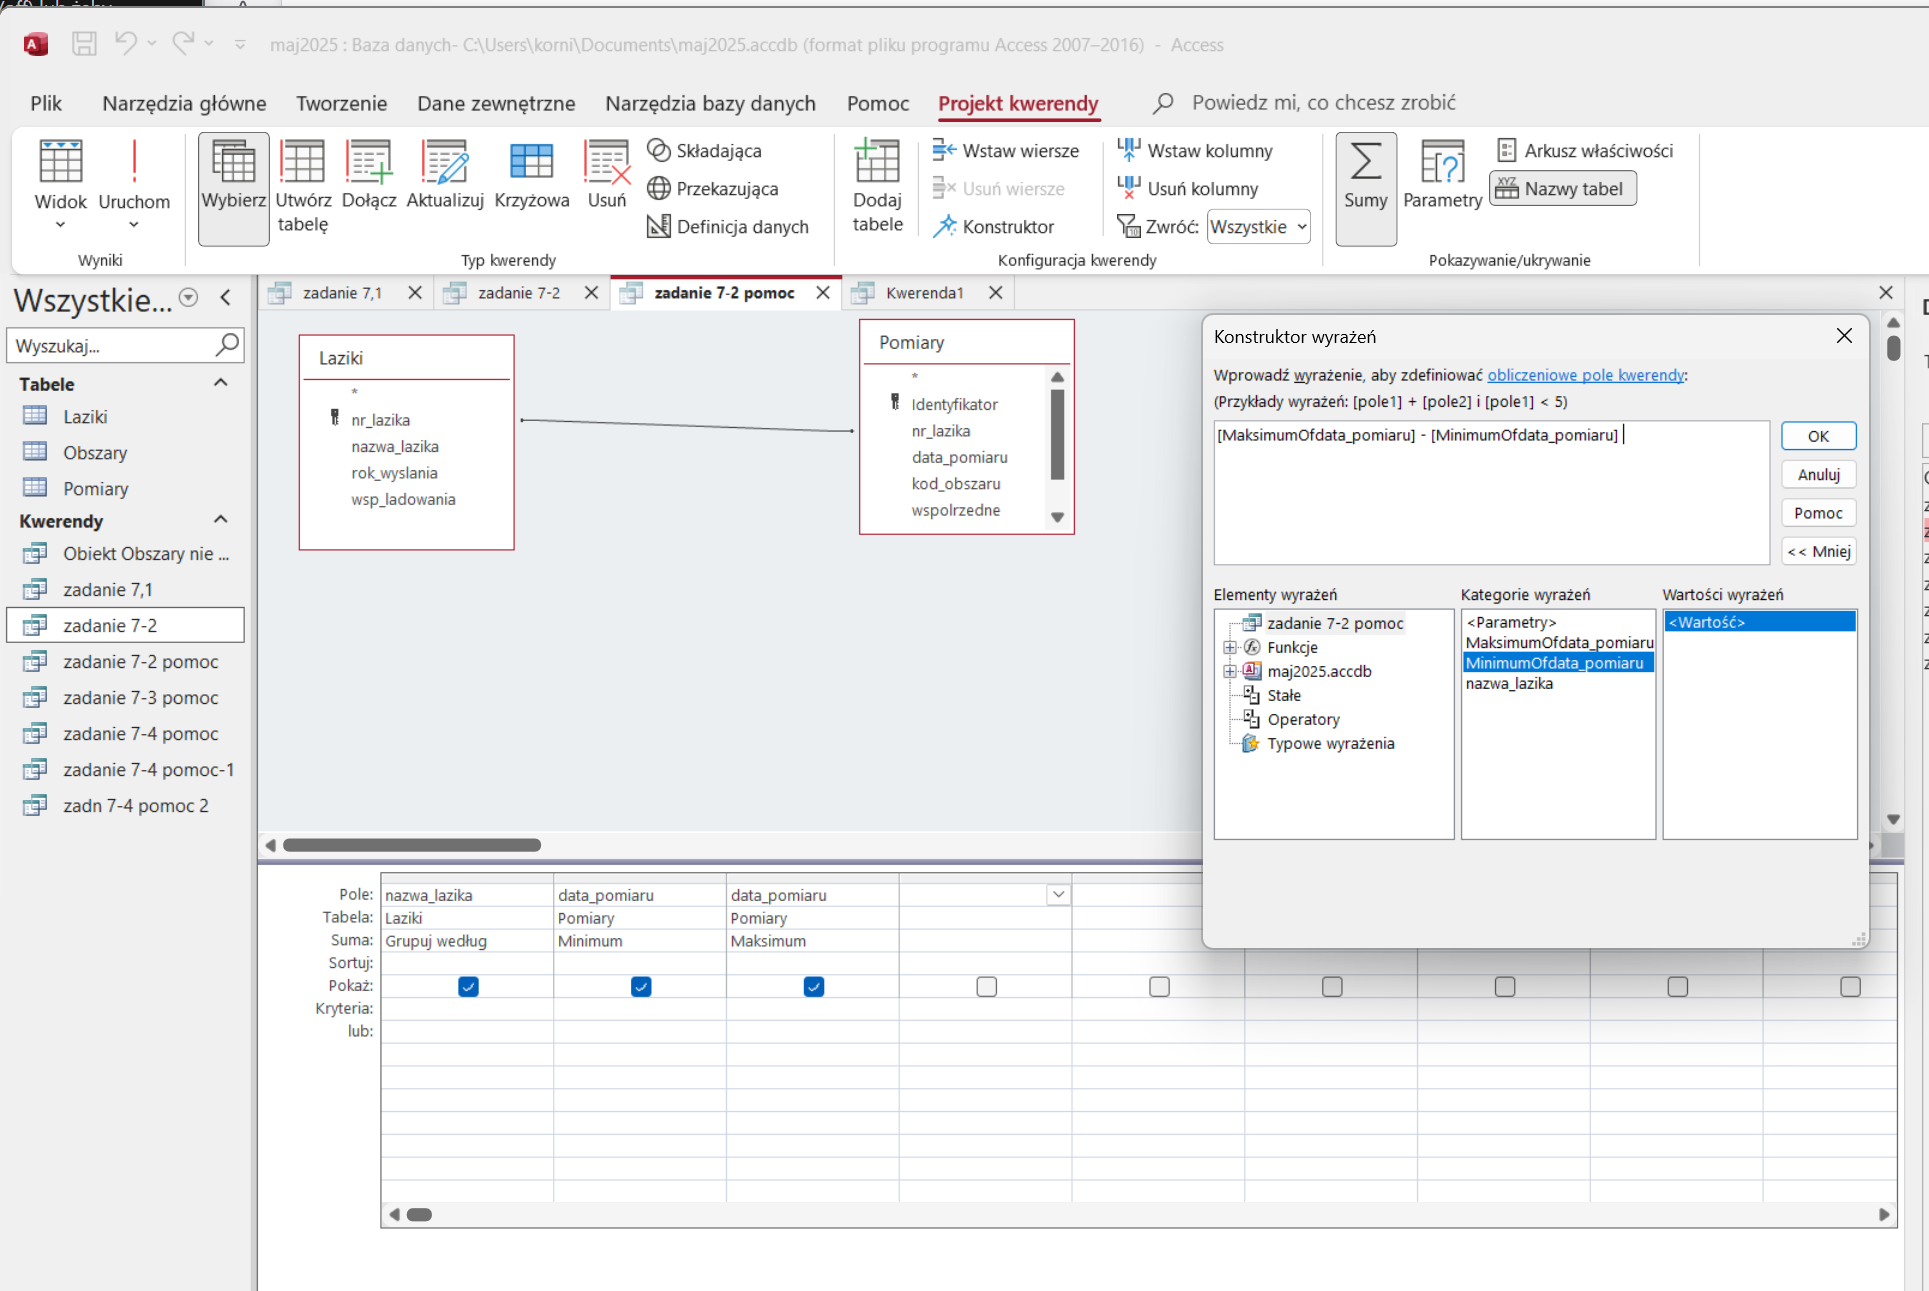 maj2025 : Baza danych- C:\Users\korni\Documents\maj2025.accdb (format pliku programu Access 2007–2016) - Access
Plik Narzędzia główne Tworzenie Dane zewnętrzne Narzędzia bazy danych Pomoc Projekt kwerendy Powiedz mi, co chcesz zrobić
Widok
Uruchom
Wyniki
Wybierz
Utwórz tabelę
Dołącz
Aktualizuj
Krzyżowa
Usuń
Składająca
Przekazująca
Definicja danych
Typ kwerendy
Dodaj tabele
Wstaw wiersze
Usuń wiersze
Konstruktor
Wstaw kolumny
Usuń kolumny
Zwróć: Wszystkie
Konfiguracja kwerendy
Sumy
Parametry
Arkusz właściwości
XYZ Nazwy tabel
Pokazywanie/ukrywanie
Wszystkie...
Wyszukaj...
Tabele
Laziki
Obszary
Pomiary
Kwerendy
Obiekt Obszary nie ...
zadanie 7,1
zadanie 7-2
zadanie 7-2 pomoc
zadanie 7-3 pomoc
zadanie 7-4 pomoc
zadanie 7-4 pomoc-1
zadn 7-4 pomoc 2
zadanie 7,1
zadanie 7-2
zadanie 7-2 pomoc
Kwerenda1
Laziki
*
nr_lazika
nazwa_lazika
rok_wyslania
wsp_ladowania
Pomiary
*
Identyfikator
nr_lazika
data_pomiaru
kod_obszaru
wspolrzedne
Konstruktor wyrażeń
Wprowadź wyrażenie, aby zdefiniować obliczeniowe pole kwerendy:
(Przykłady wyrażeń: [pole1] + [pole2] i [pole1] < 5)
[MaksimumOfdata_pomiaru] - [MinimumOfdata_pomiaru]
OK
Anuluj
Pomoc
<< Mniej
Elementy wyrażeń
zadanie 7-2 pomoc
Funkcje
maj2025.accdb
Stałe
Operatory
Typowe wyrażenia
Kategorie wyrażeń
<Parametry>
MaksimumOfdata_pomiaru
MinimumOfdata_pomiaru
nazwa_lazika
Wartości wyrażeń
<Wartość>
Pole: nazwa_lazika data_pomiaru data_pomiaru
Tabela: Laziki Pomiary Pomiary
Suma: Grupuj według Minimum Maksimum
Sortuj:
Pokaż:
Kryteria:
lub: